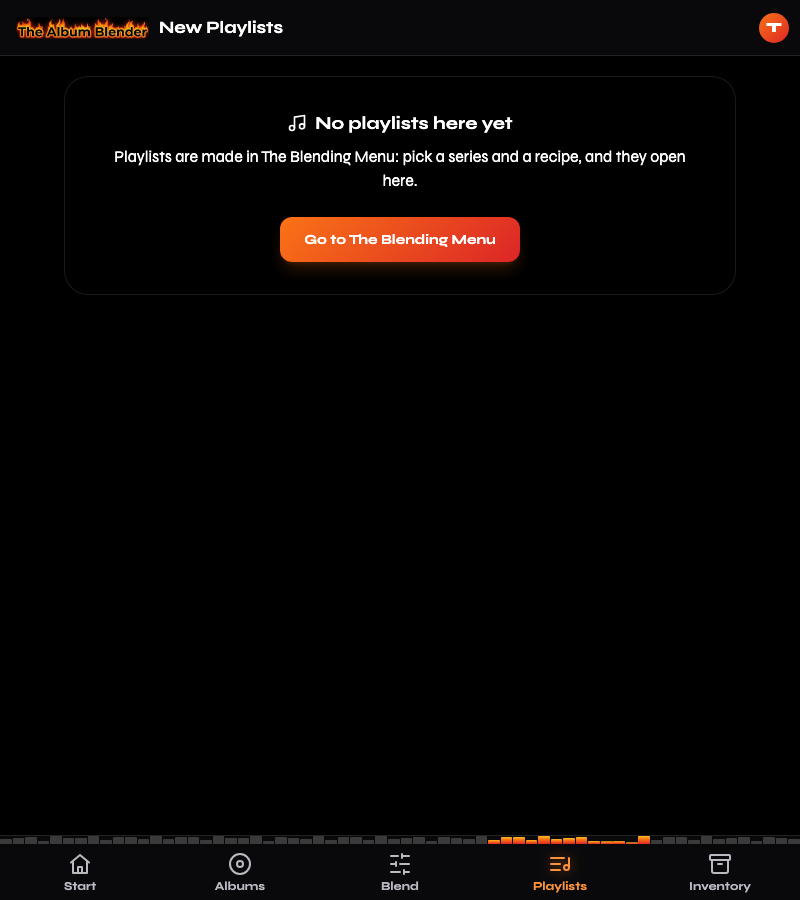 The Album Blender New Playlists T
No playlists here yet
Playlists are made in The Blending Menu: pick a series and a recipe, and they open
here.
Go to The Blending Menu
Start Albums Blend Playlists Inventory